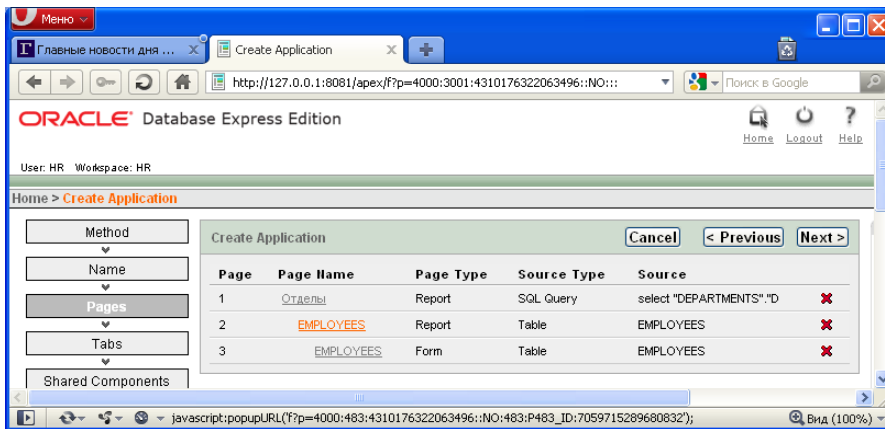 Меню
Главные новости дня ...
Create Application
http://127.0.0.1:8081/apex/f?p=4000:3001:4310176322063496::NO:::
Поиск в Google
ORACLE Database Express Edition
Home Logout Help
User: HR Workspace: HR
Home > Create Application
Method
Name
Pages
Tabs
Shared Components
Create Application
Cancel < Previous Next >
Page Page Name Page Type Source Type Source
1 Отделы Report SQL Query select "DEPARTMENTS"."D
2 EMPLOYEES Report Table EMPLOYEES
3 EMPLOYEES Form Table EMPLOYEES
javascript:popupURL('f?p=4000:483:4310176322063496::NO:483:P483_ID:7059715289680832');
Вид (100%)